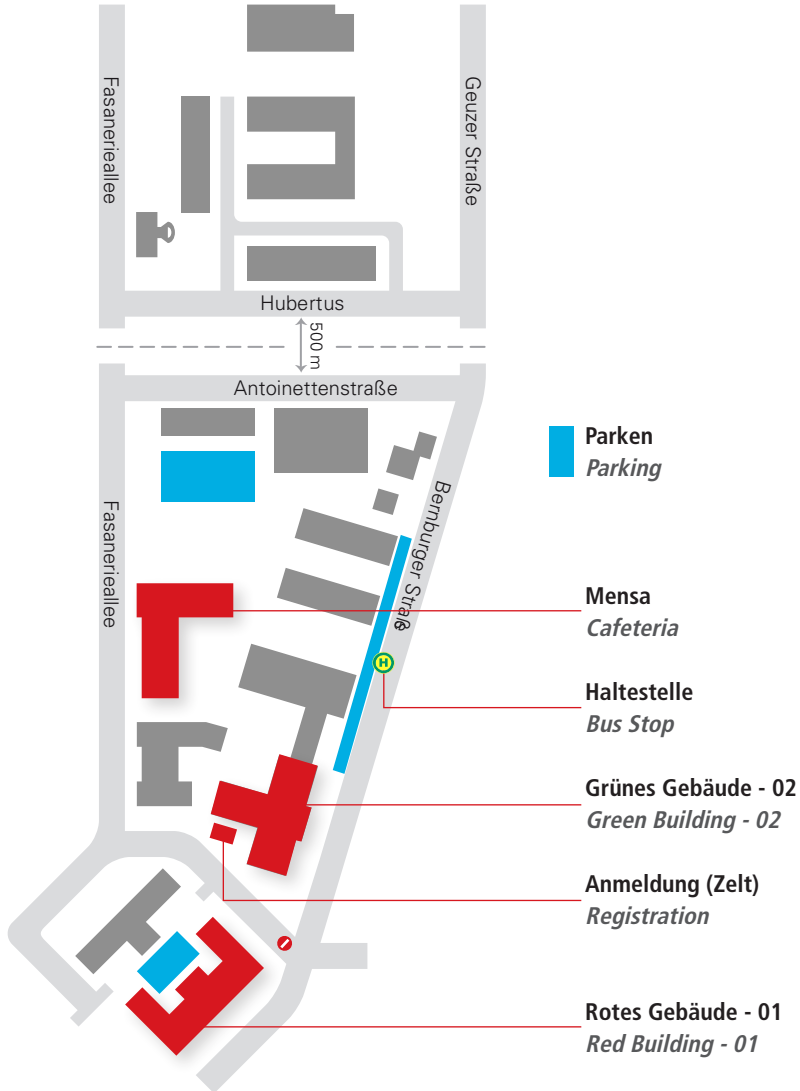 Fasanerieallee
Geuzer Straße
Hubertus
500 m
Antoinettenstraße
Fasanerieallee
Bernburger Straße
H
Parken
Parking
Mensa
Cafeteria
Haltestelle
Bus Stop
Grünes Gebäude - 02
Green Building - 02
Anmeldung (Zelt)
Registration
Rotes Gebäude - 01
Red Building - 01